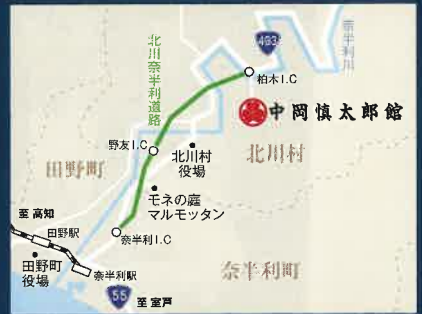 奈半利川
493
北川奈半利道路
柏木I.C
中岡慎太郎館
野友I.C
北川村
役場
北川村
田野町
モネの庭
マルモッタン
至 高知
田野駅
奈半利I.C
田野町
役場
奈半利駅
奈半利町
55
至 室戸